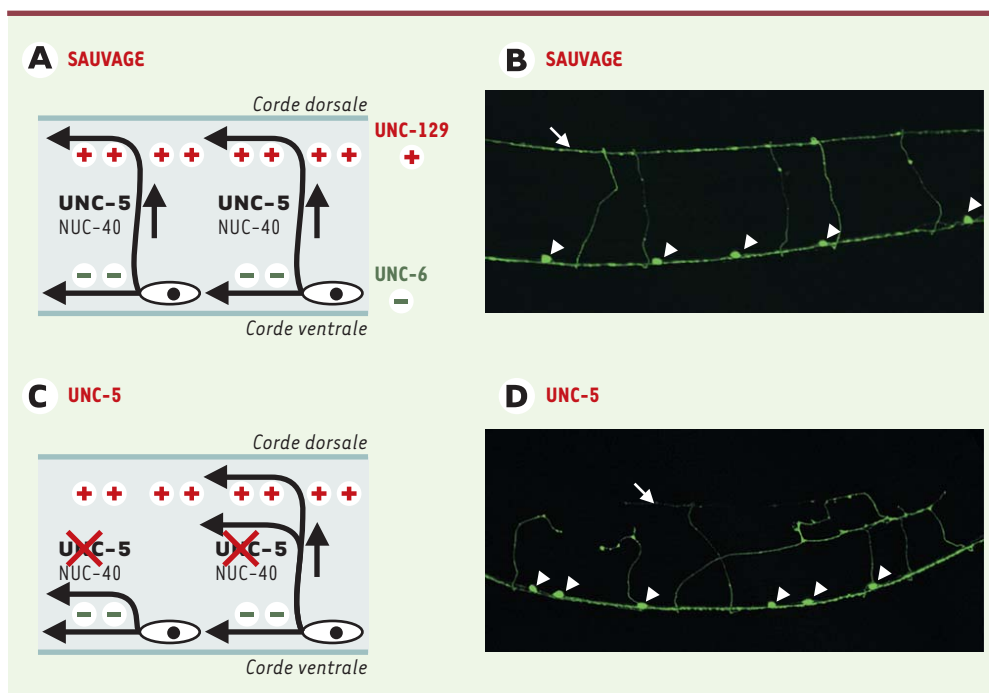 A SAUVAGE
Corde dorsale
UNC-129
+
+ + + + + + + +
UNC-5 UNC-5
NUC-40 NUC-40
UNC-6
−
− − − −
Corde ventrale
B SAUVAGE
C UNC-5
Corde dorsale
+ + + + + + + +
UNC-5 UNC-5
NUC-40 NUC-40
− − − −
Corde ventrale
D UNC-5